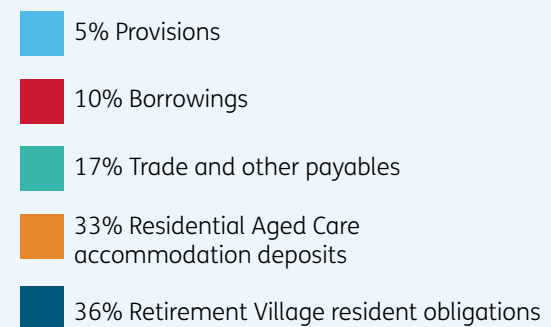 5% Provisions
10% Borrowings
17% Trade and other payables
33% Residential Aged Care
accommodation deposits
36% Retirement Village resident obligations